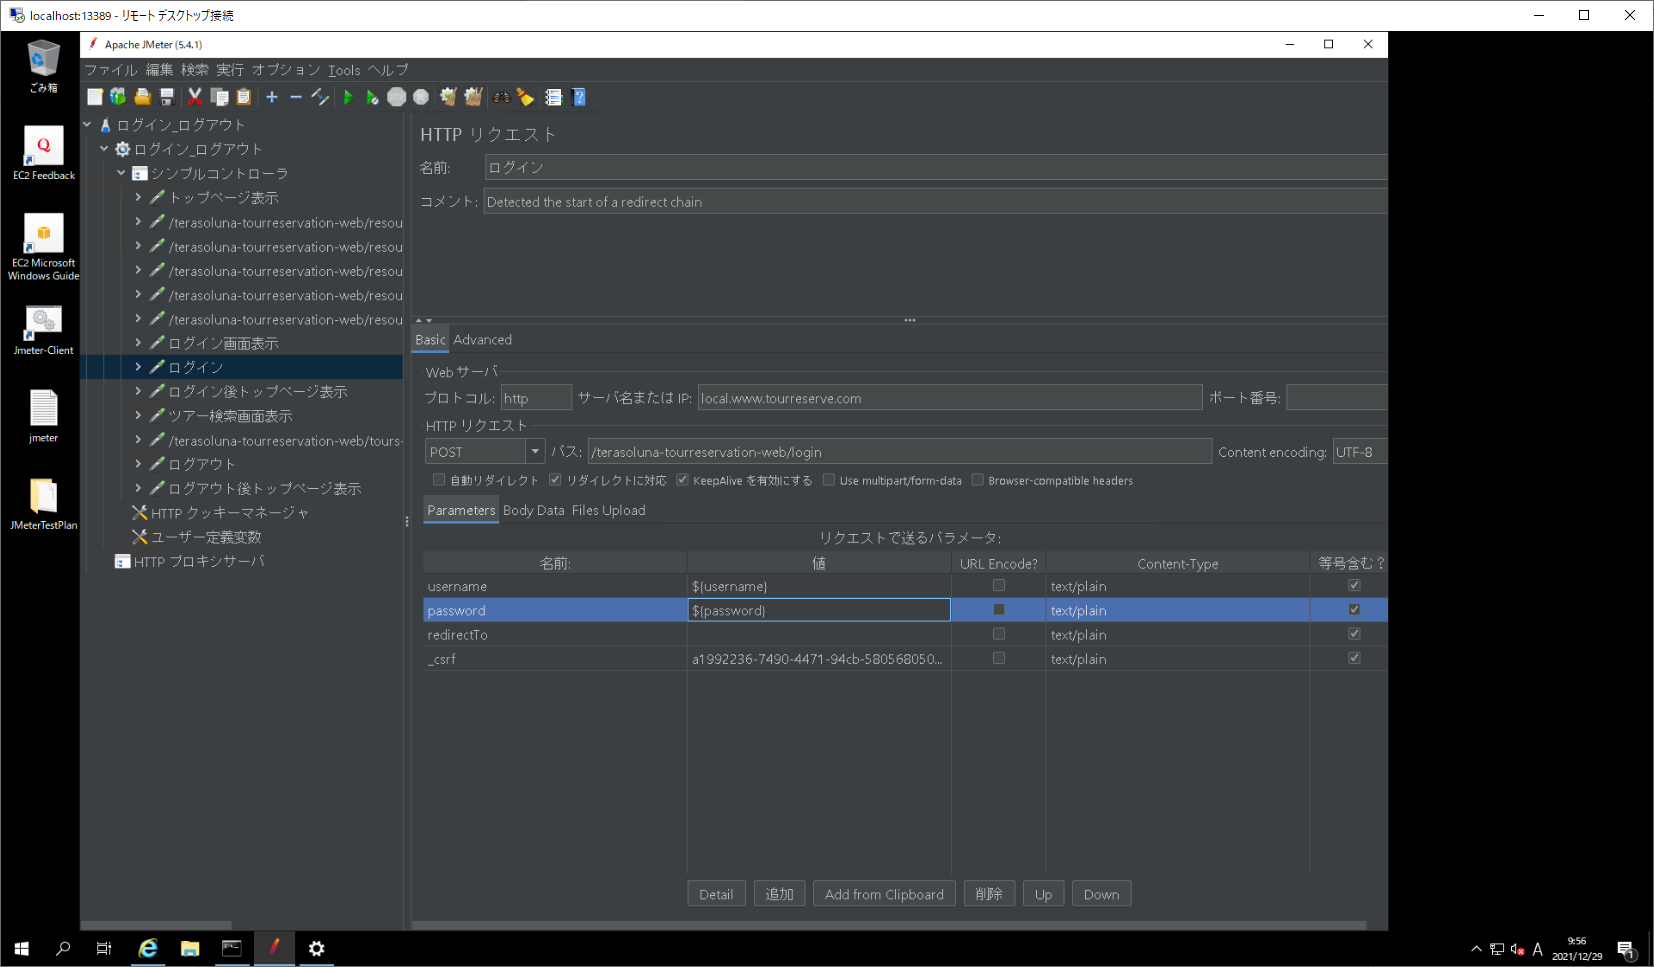 localhost:13389 - リモート デスクトップ接続
ごみ箱
EC2 Feedback
EC2 Microsoft
Windows Guide
Jmeter-Client
jmeter
JMeterTestPlan
Apache JMeter (5.4.1)
ファイル 編集 検索 実行 オプション Tools ヘルプ
ログイン_ログアウト
ログイン_ログアウト
シンプルコントローラ
トップページ表示
/terasoluna-tourreservation-web/resou
/terasoluna-tourreservation-web/resou
/terasoluna-tourreservation-web/resou
/terasoluna-tourreservation-web/resou
/terasoluna-tourreservation-web/resou
ログイン画面表示
ログイン
ログイン後トップページ表示
ツアー検索画面表示
/terasoluna-tourreservation-web/tours-
ログアウト
ログアウト後トップページ表示
HTTP クッキーマネージャ
ユーザー定義変数
HTTP プロキシサーバ
HTTP リクエスト
名前: ログイン
コメント: Detected the start of a redirect chain
Basic Advanced
Web サーバ
プロトコル: http サーバ名または IP: local.www.tourreserve.com ポート番号:
HTTP リクエスト
POST パス: /terasoluna-tourreservation-web/login Content encoding: UTF-8
自動リダイレクト リダイレクトに対応 KeepAlive を有効にする Use multipart/form-data Browser-compatible headers
Parameters Body Data Files Upload
リクエストで送るパラメータ:
名前: 値 URL Encode? Content-Type 等号含む?
username ${username} text/plain
password ${password} text/plain
redirectTo text/plain
_csrf a1992236-7490-4471-94cb-580568050... text/plain
Detail 追加 Add from Clipboard 削除 Up Down
A
9:56
2021/12/29
1